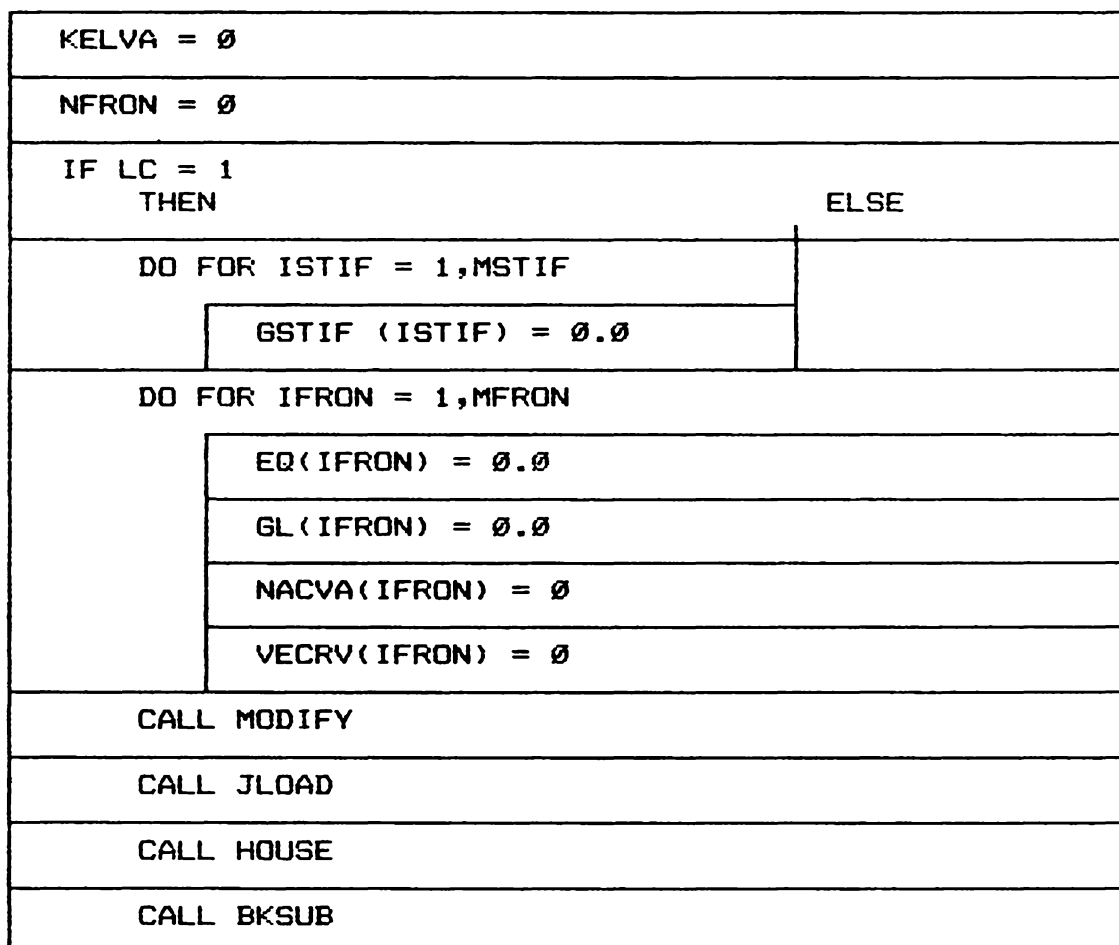 KELVA = Ø
NFRON = Ø
IF LC = 1
THEN ELSE
DO FOR ISTIF = 1,MSTIF
GSTIF (ISTIF) = Ø.Ø
DO FOR IFRON = 1,MFRON
EQ(IFRON) = Ø.Ø
GL(IFRON) = Ø.Ø
NACVA(IFRON) = Ø
VECRV(IFRON) = Ø
CALL MODIFY
CALL JLOAD
CALL HOUSE
CALL BKSUB